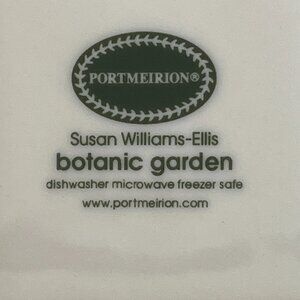 PORTMEIRION®
Susan Williams-Ellis
botanic garden
dishwasher microwave freezer safe
www.portmeirion.com